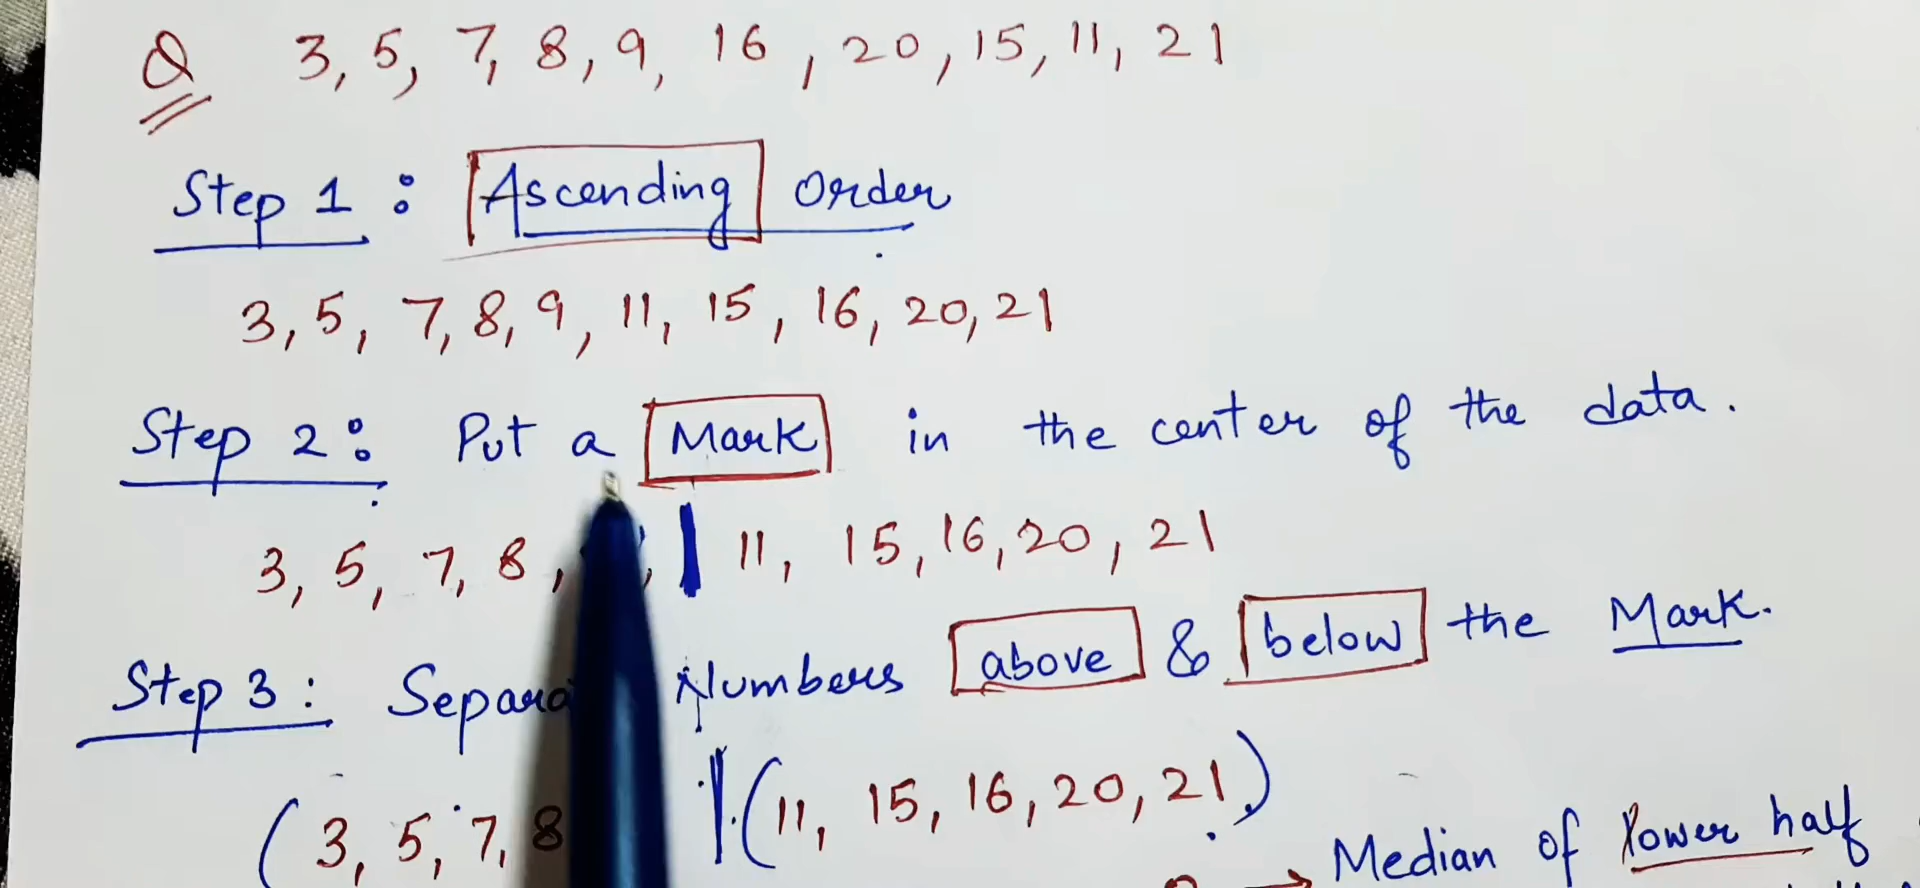 Q 3, 5, 7, 8, 9, 16, 20, 15, 11, 21
Step 1 : Ascending Order
3, 5, 7, 8, 9, 11, 15, 16, 20, 21
Step 2 : Put a Mark in the center of the data.
3, 5, 7, 8, | 11, 15, 16, 20, 21
Step 3 : Numbers above & below the Mark.
(3, 5, 7, 8 | (11, 15, 16, 20, 21)
→ Median of lower half